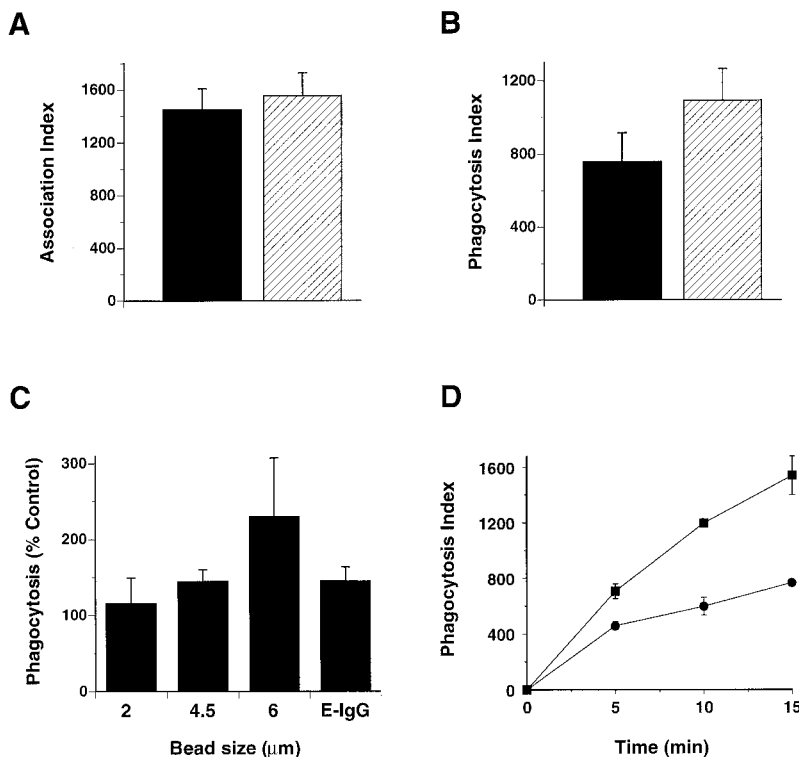 A
Association Index
1600
1200
800
400
0
B
Phagocytosis Index
1200
800
400
0
C
Phagocytosis (% Control)
300
200
100
0
2 4.5 6 E-IgG
Bead size (μm)
D
Phagocytosis Index
1600
1200
800
400
0
0 5 10 15
Time (min)